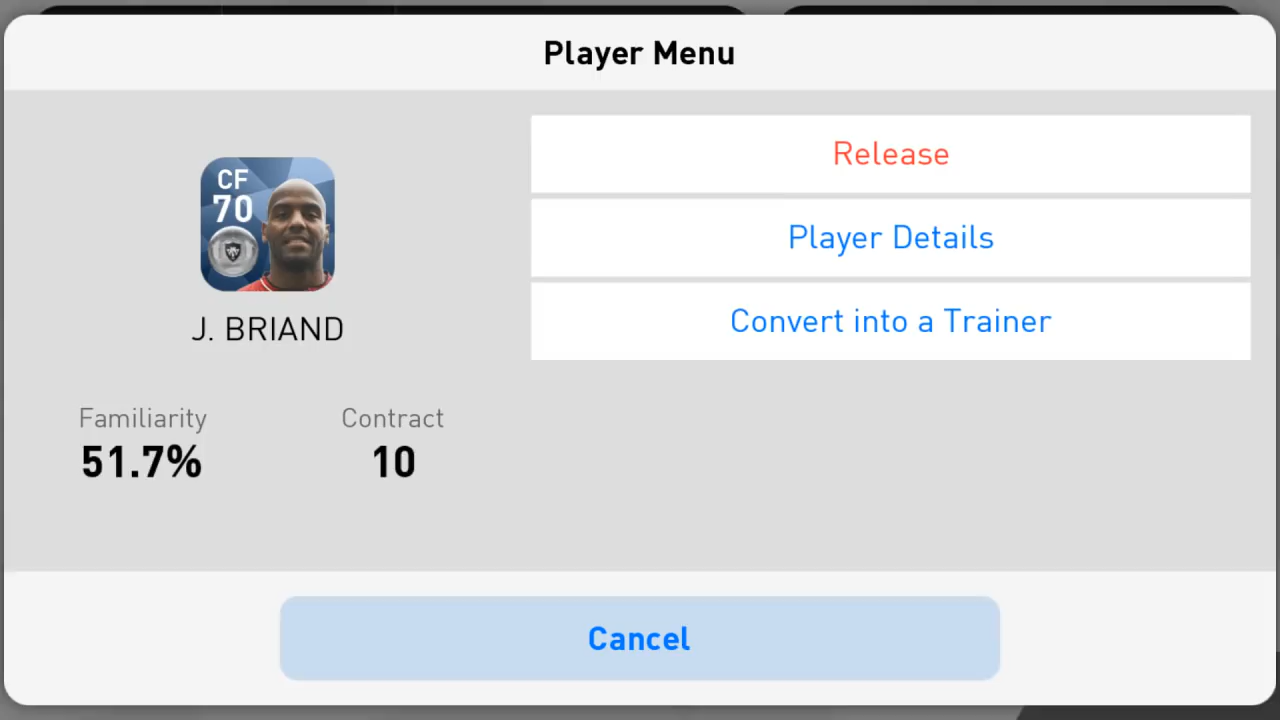 Player Menu
CF
70
J. BRIAND
Familiarity
51.7%
Contract
10
Release
Player Details
Convert into a Trainer
Cancel